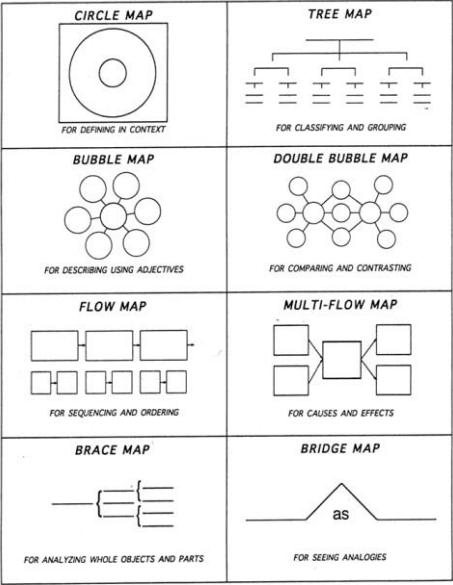 CIRCLE MAP
FOR DEFINING IN CONTEXT
TREE MAP
FOR CLASSIFYING AND GROUPING
BUBBLE MAP
FOR DESCRIBING USING ADJECTIVES
DOUBLE BUBBLE MAP
FOR COMPARING AND CONTRASTING
FLOW MAP
FOR SEQUENCING AND ORDERING
MULTI-FLOW MAP
FOR CAUSES AND EFFECTS
BRACE MAP
FOR ANALYZING WHOLE OBJECTS AND PARTS
BRIDGE MAP
as
FOR SEEING ANALOGIES